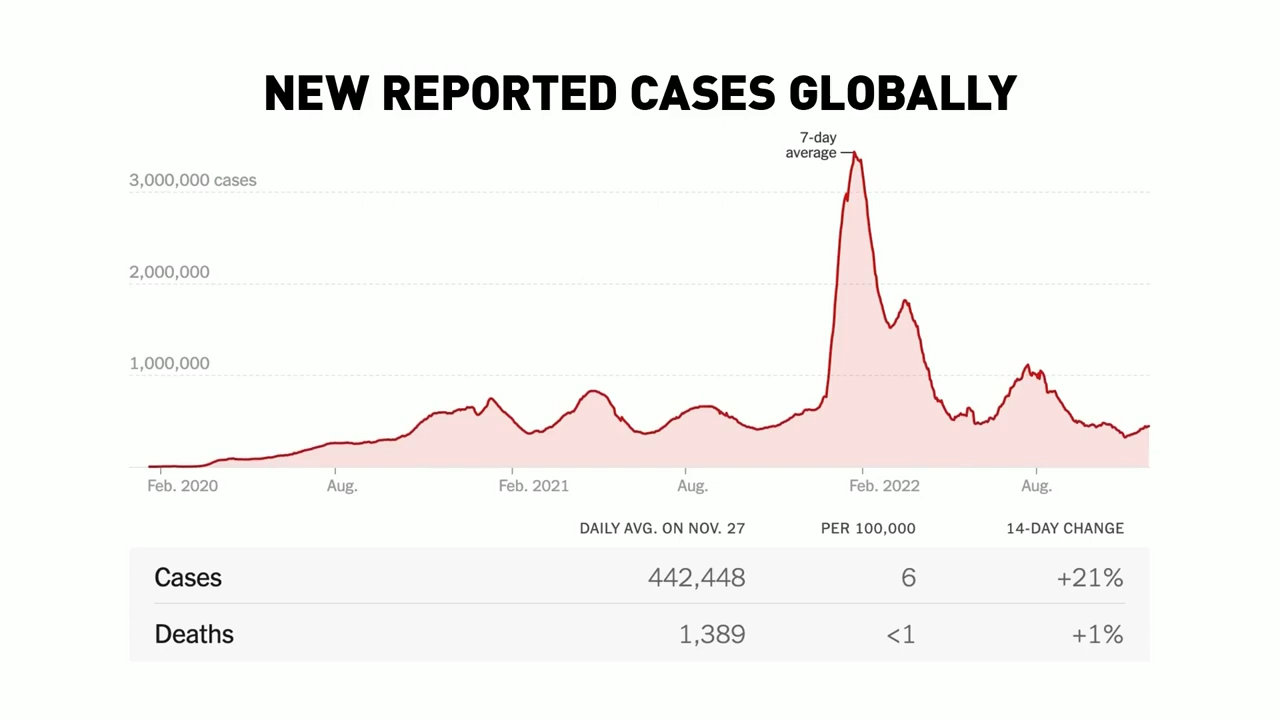 NEW REPORTED CASES GLOBALLY
7-day
average
3,000,000 cases
2,000,000
1,000,000
Feb. 2020 Aug. Feb. 2021 Aug. Feb. 2022 Aug.
DAILY AVG. ON NOV. 27 PER 100,000 14-DAY CHANGE
Cases 442,448 6 +21%
Deaths 1,389 <1 +1%